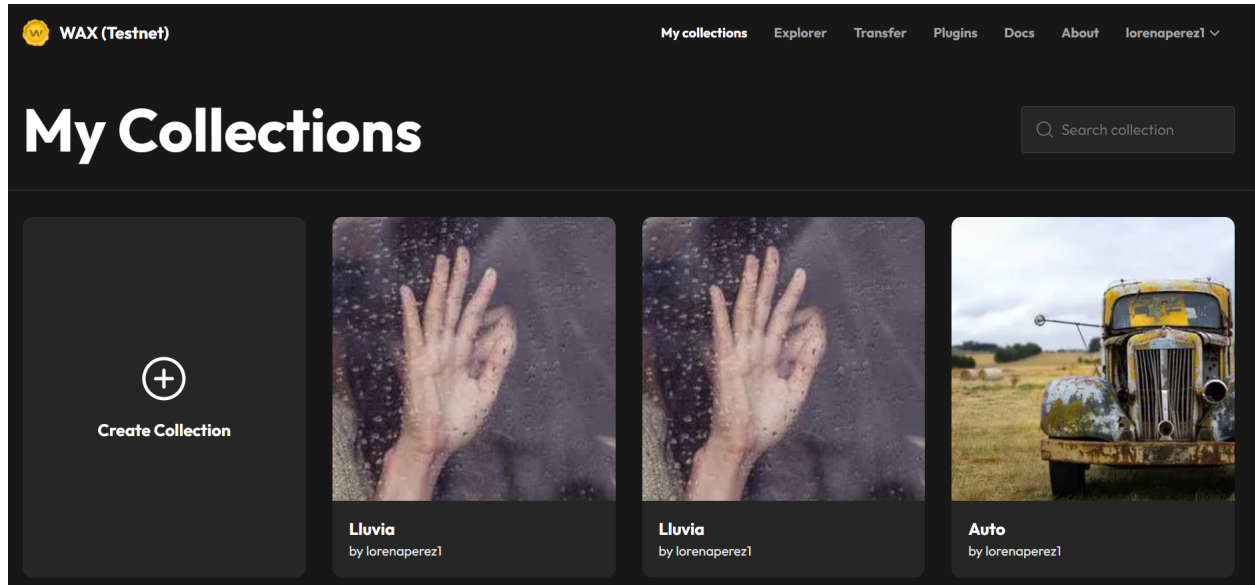 WAX (Testnet)
My collections Explorer Transfer Plugins Docs About lorenaperez1
My Collections
Search collection
Create Collection
Lluvia
by lorenaperez1
Lluvia
by lorenaperez1
Auto
by lorenaperez1